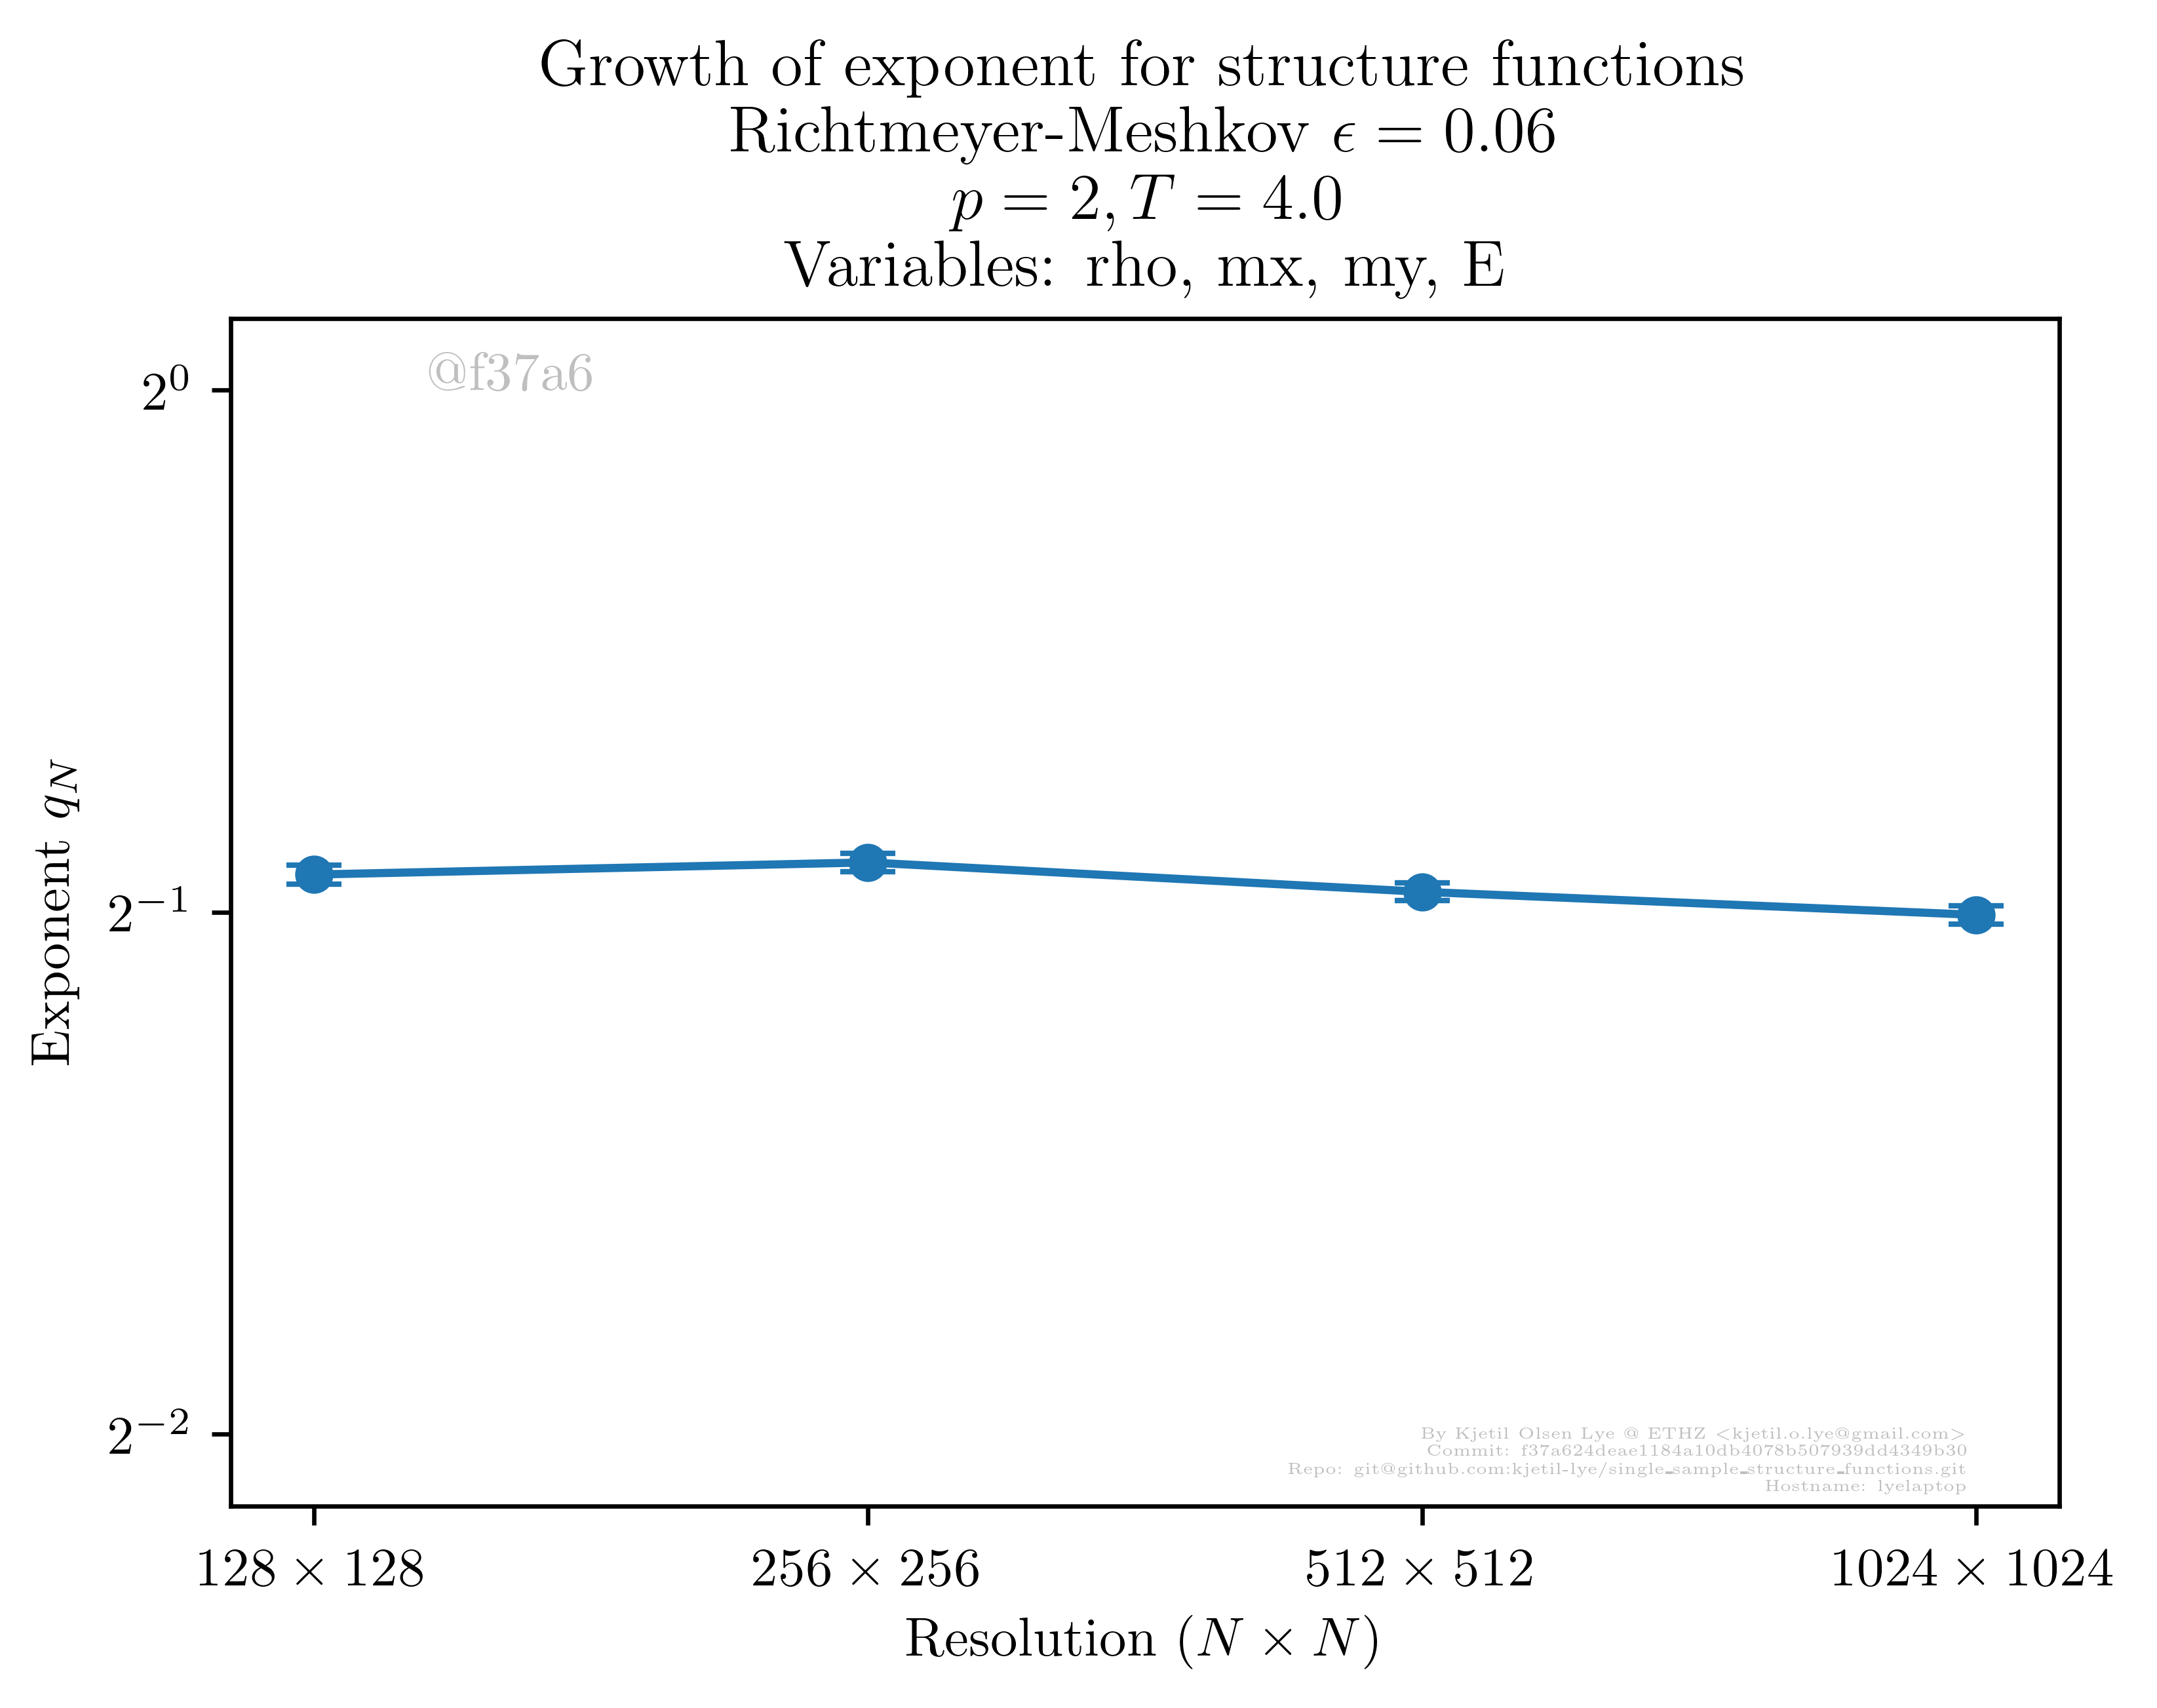 Growth of exponent for structure functions
Richtmeyer-Meshkov ϵ = 0.06
p = 2, T = 4.0
Variables: rho, mx, my, E
@f37a6
2⁰
2⁻¹
2⁻²
Exponent q_N
By Kjetil Olsen Lye @ ETHZ <kjetil.o.lye@gmail.com>
Commit: f37a624deae1184a10db4078b507939dd4349b30
Repo: git@github.com:kjetil-lye/single_sample_structure_functions.git
Hostname: lyelaptop
128 × 128
256 × 256
512 × 512
1024 × 1024
Resolution (N × N)